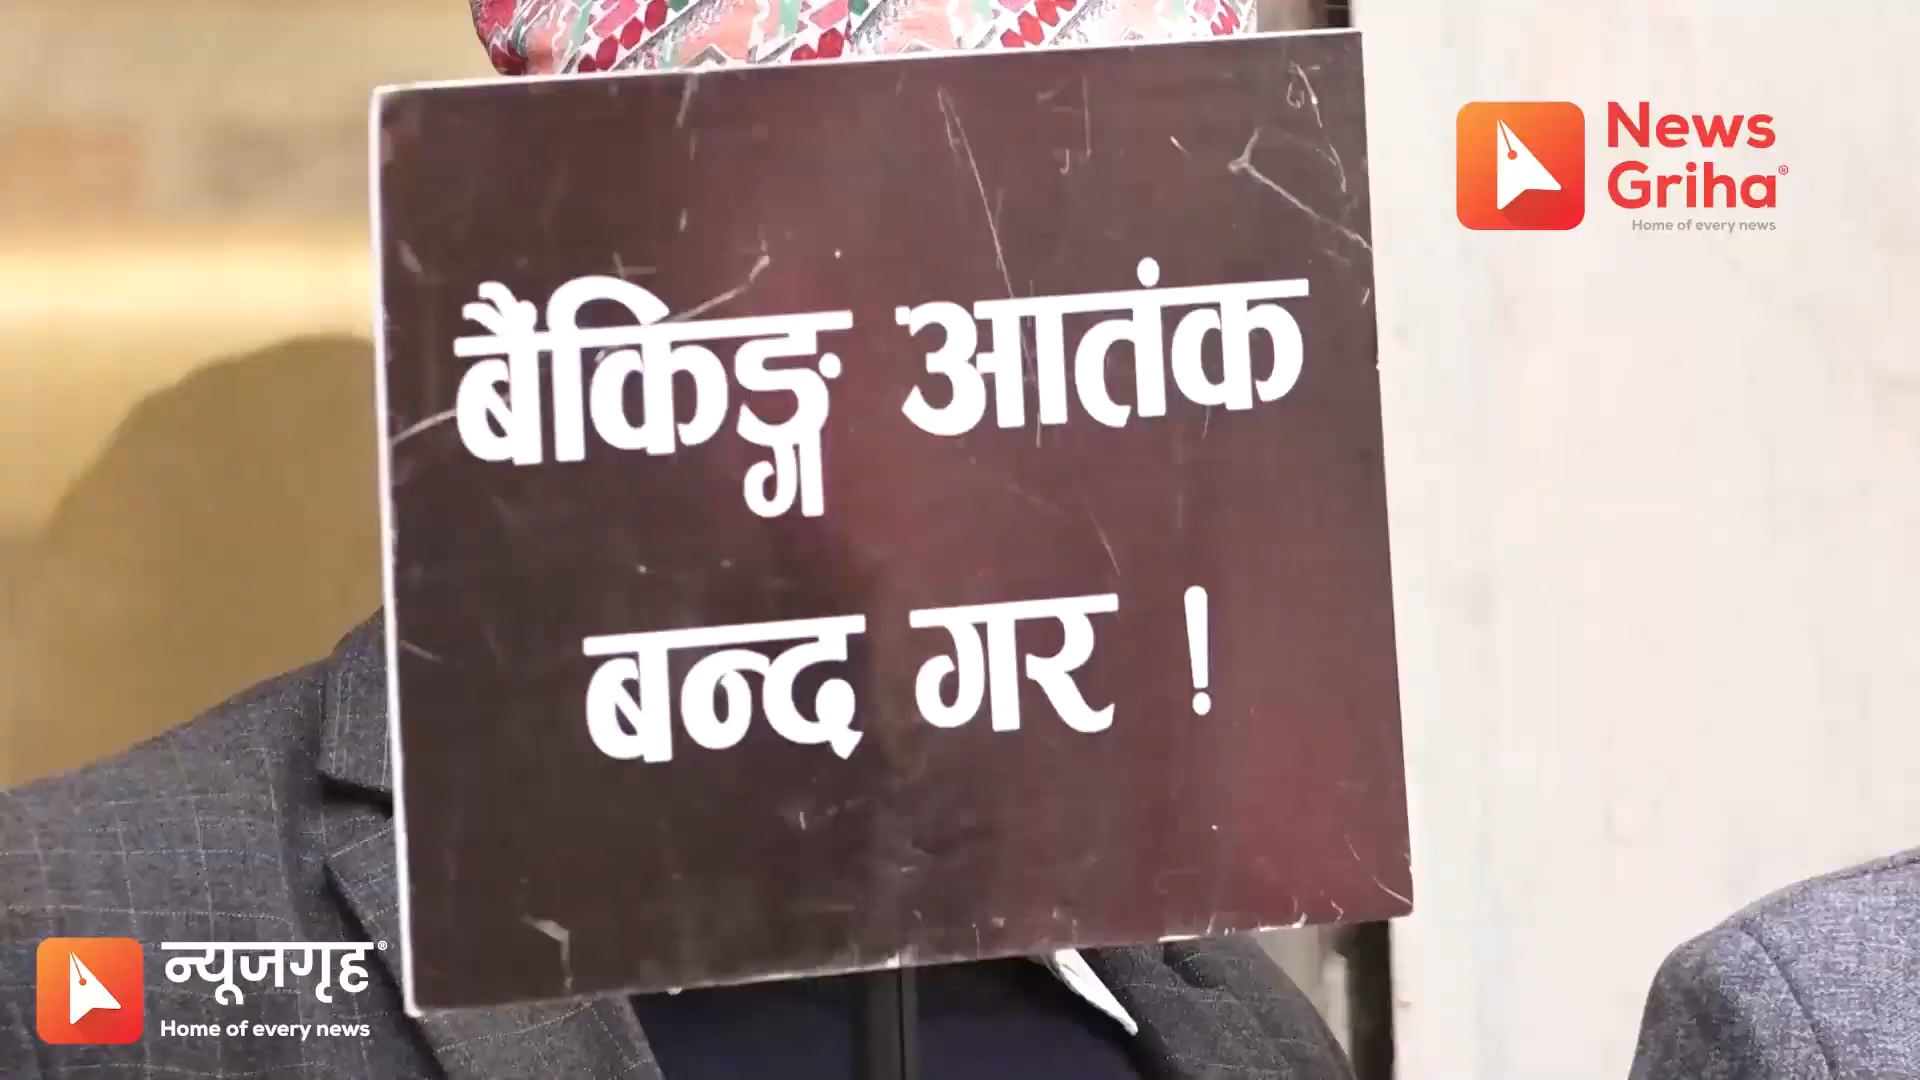 बैंकिङ्ग आतंक
बन्द गर !
News
Griha®
Home of every news
न्यूजगृह®
Home of every news